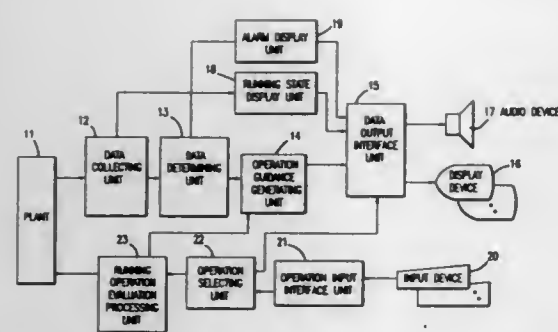 19
ALARM DISPLAY
UNIT
18
RUNNING STATE
DISPLAY UNIT
15
DATA
OUTPUT
INTERFACE
UNIT
17 AUDIO DEVICE
11
PLANT
12
DATA
COLLECTING
UNIT
13
DATA
DETERMINING
UNIT
14
OPERATION
GUIDANCE
GENERATING
UNIT
16
DISPLAY
DEVICE
23
RUNNING
OPERATION
EVALUATION
PROCESSING
UNIT
22
OPERATION
SELECTING
UNIT
21
OPERATION INPUT
INTERFACE UNIT
20
INPUT DEVICE